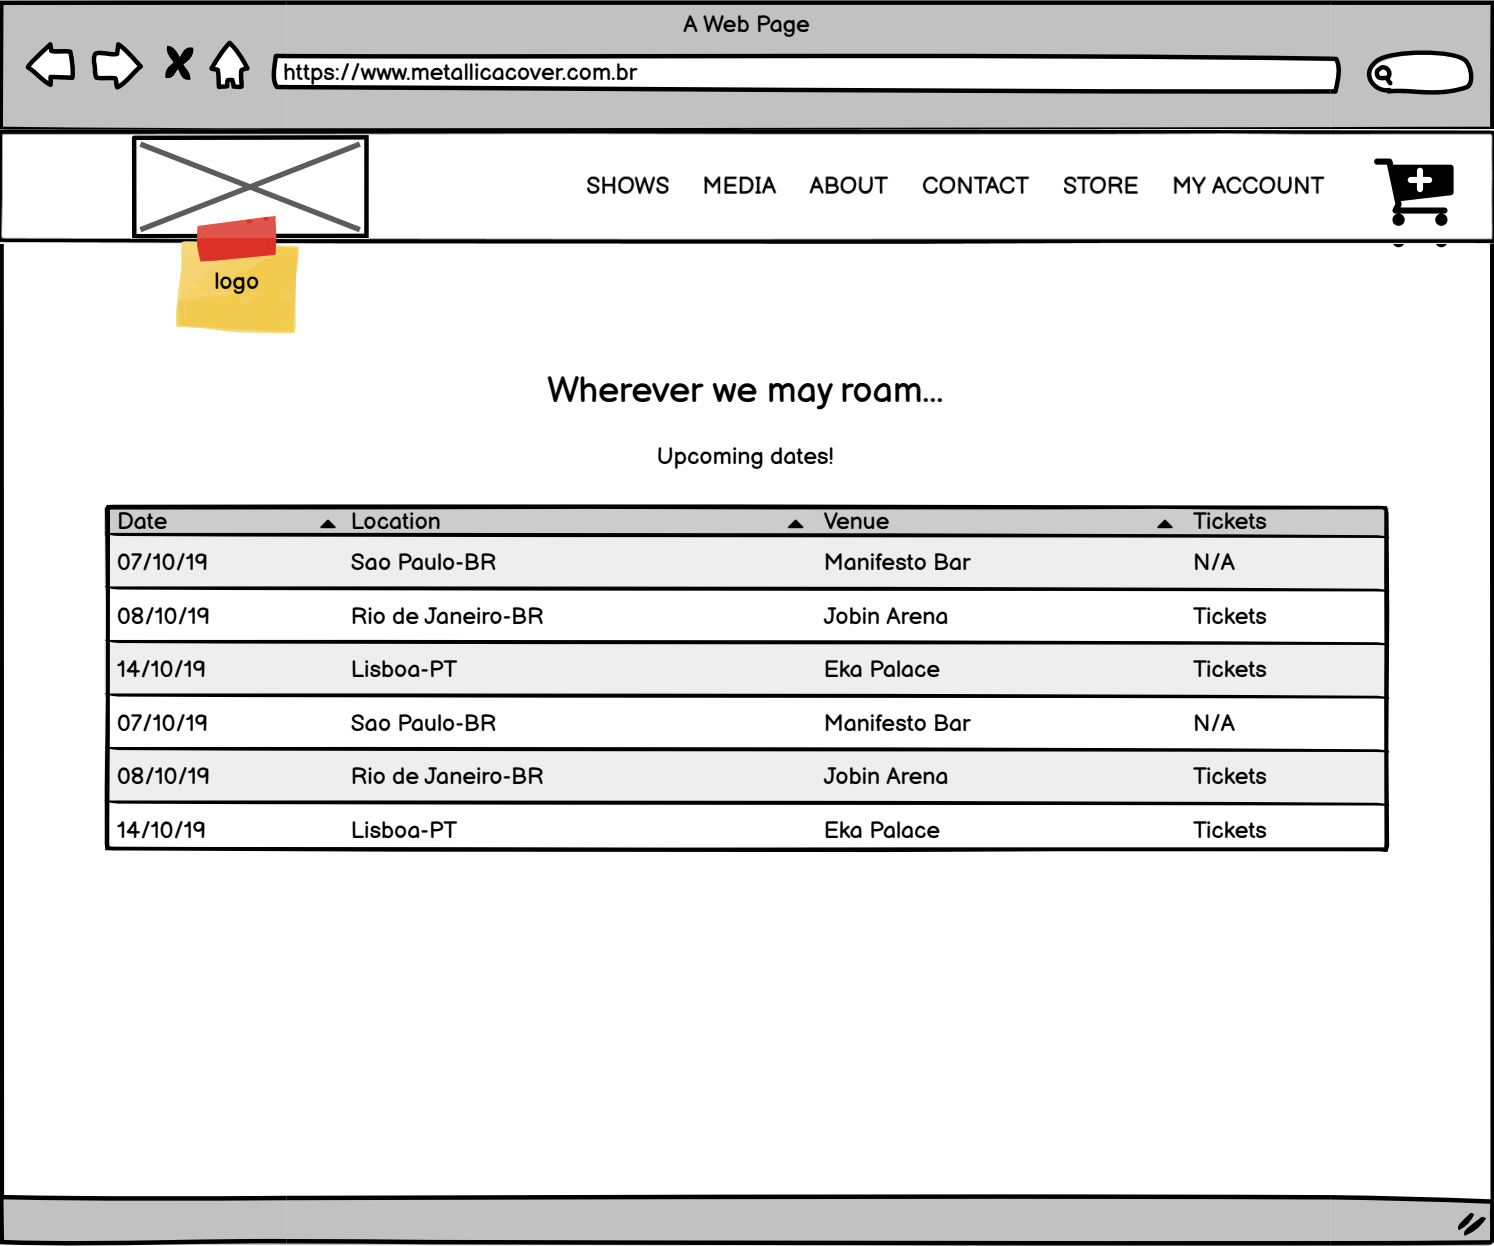 A Web Page
https://www.metallicacover.com.br
SHOWS MEDIA ABOUT CONTACT STORE MY ACCOUNT
logo
Wherever we may roam...
Upcoming dates!
Date Location Venue Tickets
07/10/19 Sao Paulo-BR Manifesto Bar N/A
08/10/19 Rio de Janeiro-BR Jobin Arena Tickets
14/10/19 Lisboa-PT Eka Palace Tickets
07/10/19 Sao Paulo-BR Manifesto Bar N/A
08/10/19 Rio de Janeiro-BR Jobin Arena Tickets
14/10/19 Lisboa-PT Eka Palace Tickets